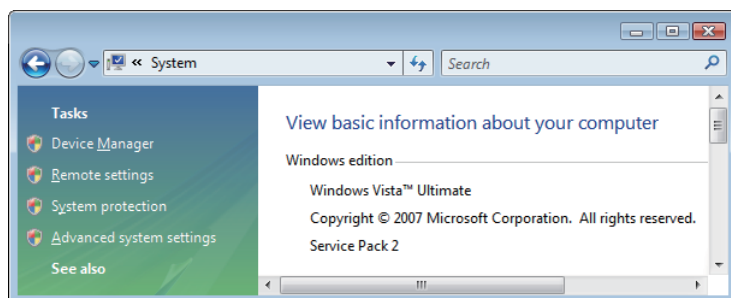 « System
Search
Tasks
Device Manager
Remote settings
System protection
Advanced system settings
See also
View basic information about your computer
Windows edition
Windows Vista™ Ultimate
Copyright © 2007 Microsoft Corporation. All rights reserved.
Service Pack 2